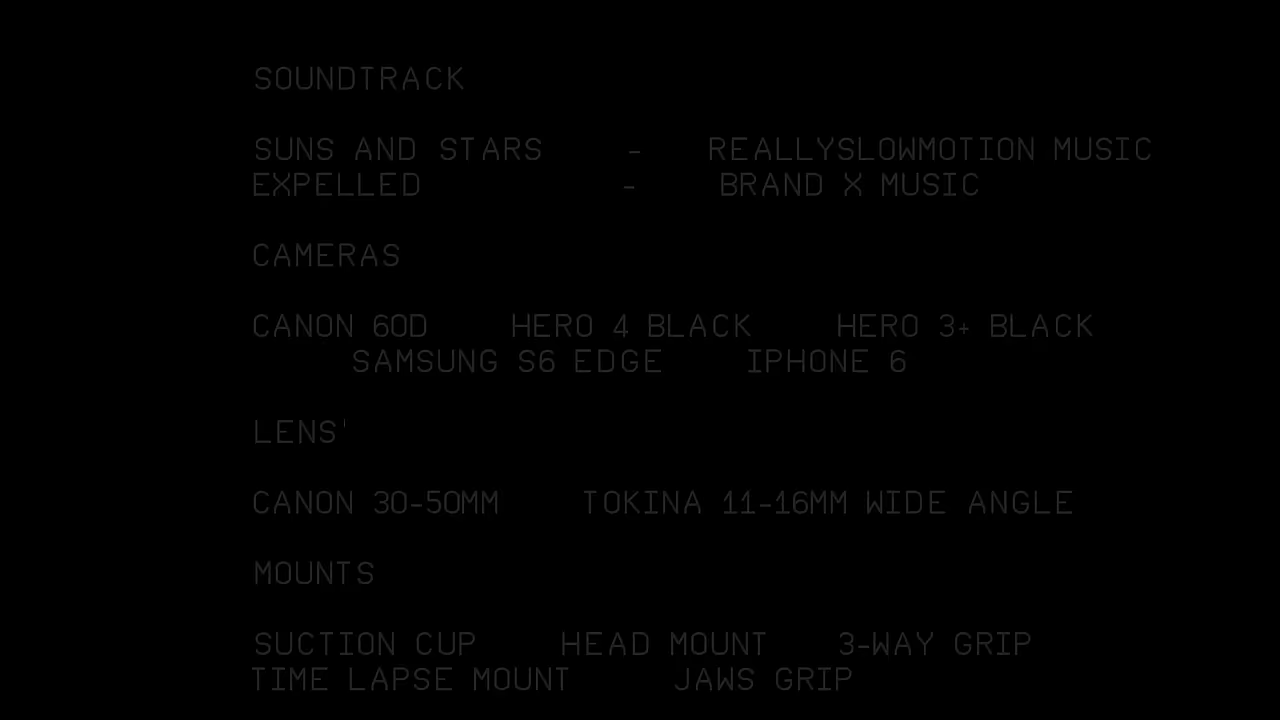 SOUNDTRACK
SUNS AND STARS - REALLYSLOWMOTION MUSIC
EXPELLED - BRAND X MUSIC
CAMERAS
CANON 60D HERO 4 BLACK HERO 3+ BLACK
SAMSUNG S6 EDGE IPHONE 6
LENS'
CANON 30-50MM TOKINA 11-16MM WIDE ANGLE
MOUNTS
SUCTION CUP HEAD MOUNT 3-WAY GRIP
TIME LAPSE MOUNT JAWS GRIP